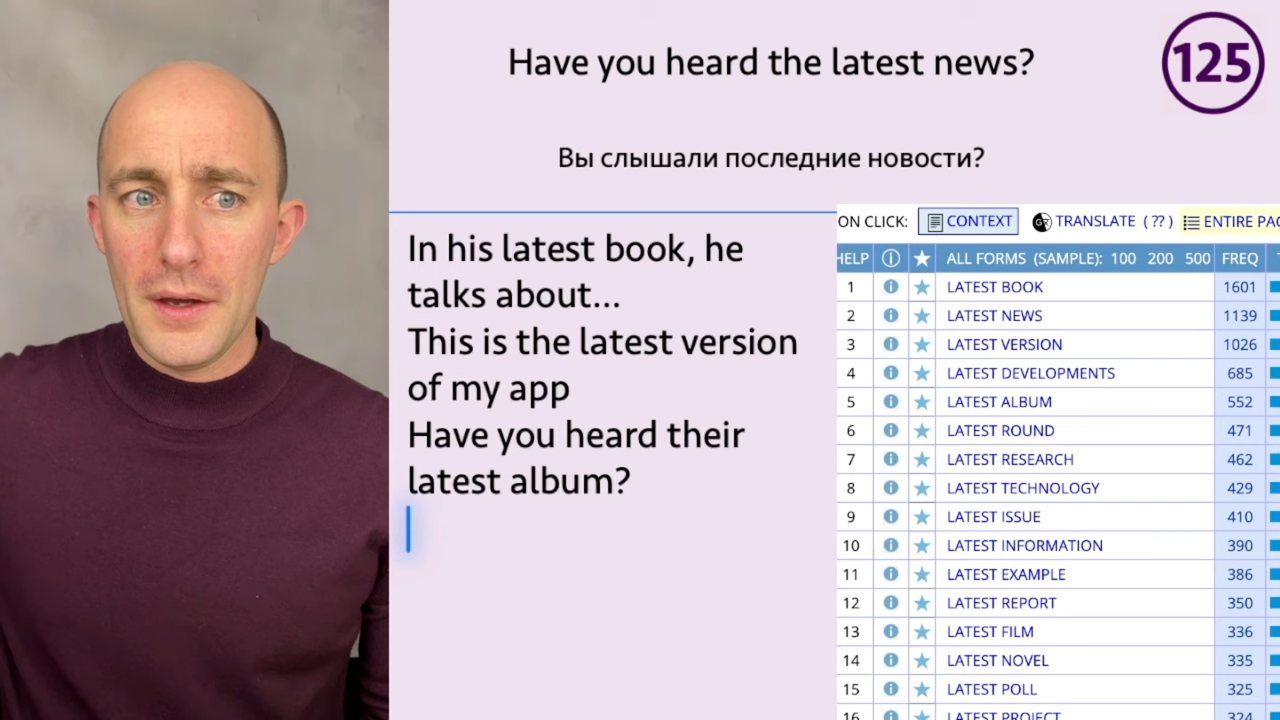 Have you heard the latest news?
125
Вы слышали последние новости?
In his latest book, he
talks about...
This is the latest version
of my app
Have you heard their
latest album?
ON CLICK: CONTEXT TRANSLATE (??) ENTIRE
HELP ALL FORMS (SAMPLE): 100 200 500 FREQ
1 LATEST BOOK 1601
2 LATEST NEWS 1139
3 LATEST VERSION 1026
4 LATEST DEVELOPMENTS 685
5 LATEST ALBUM 552
6 LATEST ROUND 471
7 LATEST RESEARCH 462
8 LATEST TECHNOLOGY 429
9 LATEST ISSUE 410
10 LATEST INFORMATION 390
11 LATEST EXAMPLE 386
12 LATEST REPORT 350
13 LATEST FILM 336
14 LATEST NOVEL 335
15 LATEST POLL 325
16 LATEST PROJECT 324